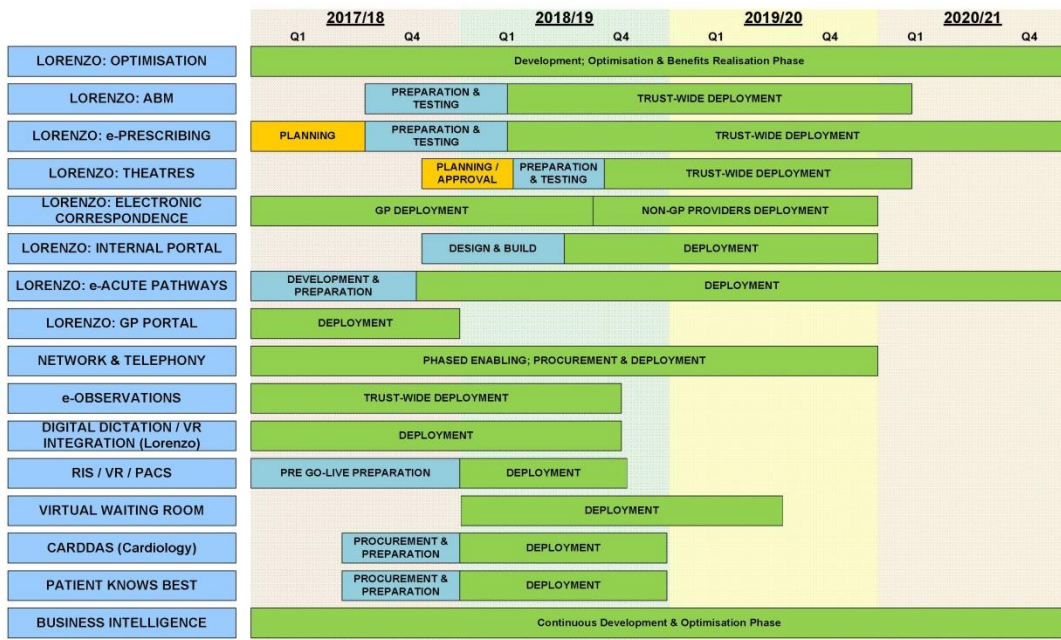 2017/18 2018/19 2019/20 2020/21
Q1 Q4 Q1 Q4 Q1 Q4 Q1 Q4
LORENZO: OPTIMISATION
Development; Optimisation & Benefits Realisation Phase
LORENZO: ABM
PREPARATION &
TESTING
TRUST-WIDE DEPLOYMENT
LORENZO: e-PRESCRIBING
PLANNING
PREPARATION &
TESTING
TRUST-WIDE DEPLOYMENT
LORENZO: THEATRES
PLANNING /
APPROVAL
PREPARATION
& TESTING
TRUST-WIDE DEPLOYMENT
LORENZO: ELECTRONIC
CORRESPONDENCE
GP DEPLOYMENT
NON-GP PROVIDERS DEPLOYMENT
LORENZO: INTERNAL PORTAL
DESIGN & BUILD
DEPLOYMENT
LORENZO: e-ACUTE PATHWAYS
DEVELOPMENT &
PREPARATION
DEPLOYMENT
LORENZO: GP PORTAL
DEPLOYMENT
NETWORK & TELEPHONY
PHASED ENABLING; PROCUREMENT & DEPLOYMENT
e-OBSERVATIONS
TRUST-WIDE DEPLOYMENT
DIGITAL DICTATION / VR
INTEGRATION (Lorenzo)
DEPLOYMENT
RIS / VR / PACS
PRE GO-LIVE PREPARATION
DEPLOYMENT
VIRTUAL WAITING ROOM
DEPLOYMENT
CARDDAS (Cardiology)
PROCUREMENT &
PREPARATION
DEPLOYMENT
PATIENT KNOWS BEST
PROCUREMENT &
PREPARATION
DEPLOYMENT
BUSINESS INTELLIGENCE
Continuous Development & Optimisation Phase